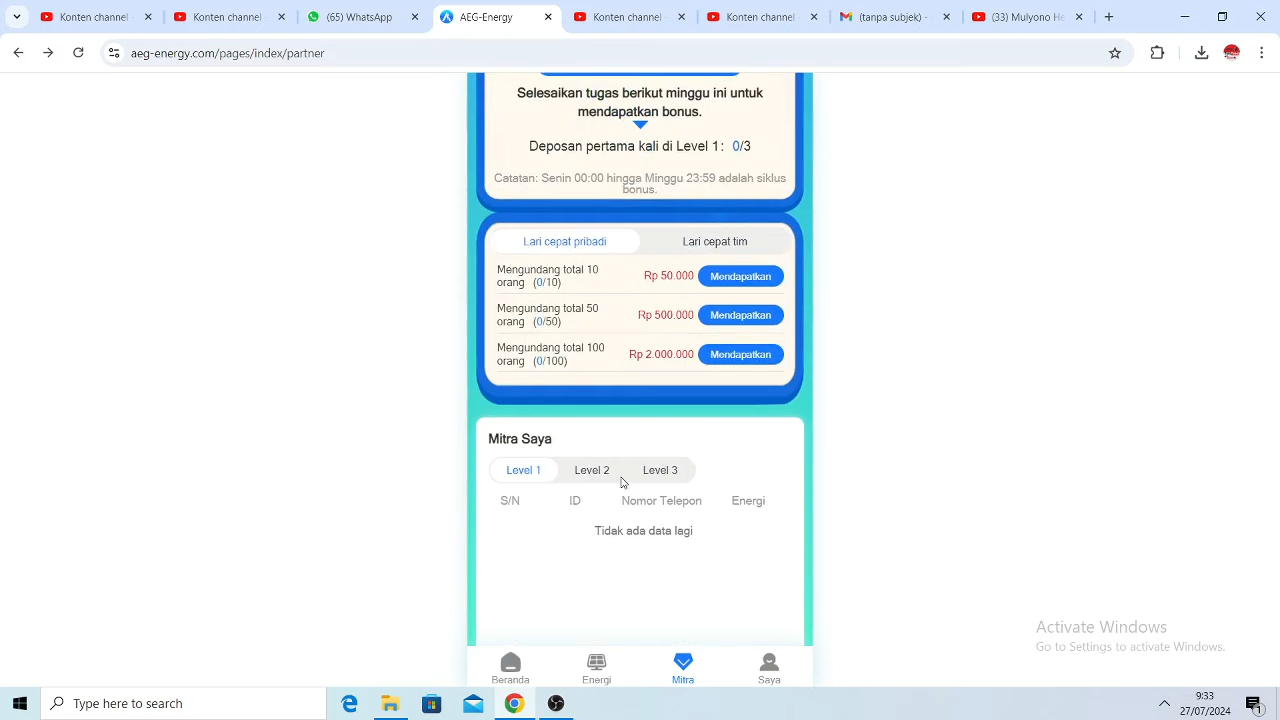 Konten channel
Konten channel
(65) WhatsApp
AEG-Energy
Konten channel
Konten channel
(tanpa subjek) -
(33) Mulyono He
aeg-energy.com/pages/index/partner
Selesaikan tugas berikut minggu ini untuk
mendapatkan bonus.
Deposan pertama kali di Level 1: 0/3
Catatan: Senin 00:00 hingga Minggu 23:59 adalah siklus
bonus.
Lari cepat pribadi
Lari cepat tim
Mengundang total 10
orang (0/10)
Rp 50.000
Mendapatkan
Mengundang total 50
orang (0/50)
Rp 500.000
Mendapatkan
Mengundang total 100
orang (0/100)
Rp 2.000.000
Mendapatkan
Mitra Saya
Level 1
Level 2
Level 3
S/N
ID
Nomor Telepon
Energi
Tidak ada data lagi
Activate Windows
Go to Settings to activate Windows.
Beranda
Energi
Mitra
Saya
Type here to search
9:33
27/07/2024
1